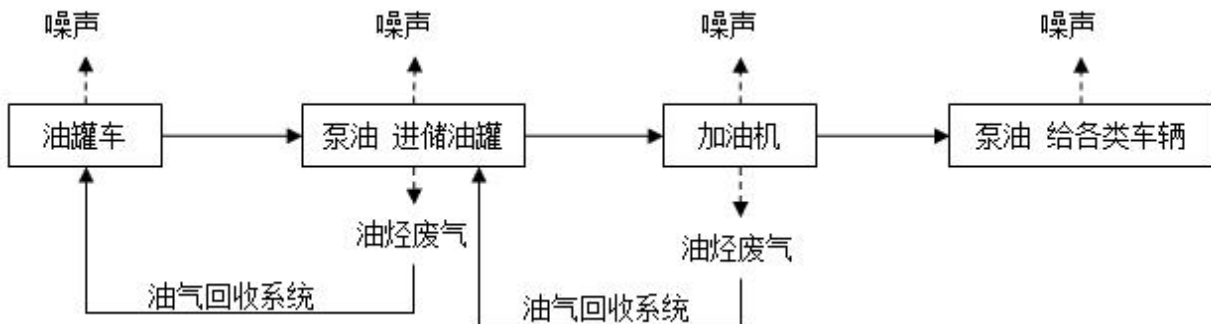 噪声 噪声 噪声 噪声
油罐车 泵油 进储油罐 加油机 泵油 给各类车辆
油烃废气 油烃废气
油气回收系统 油气回收系统